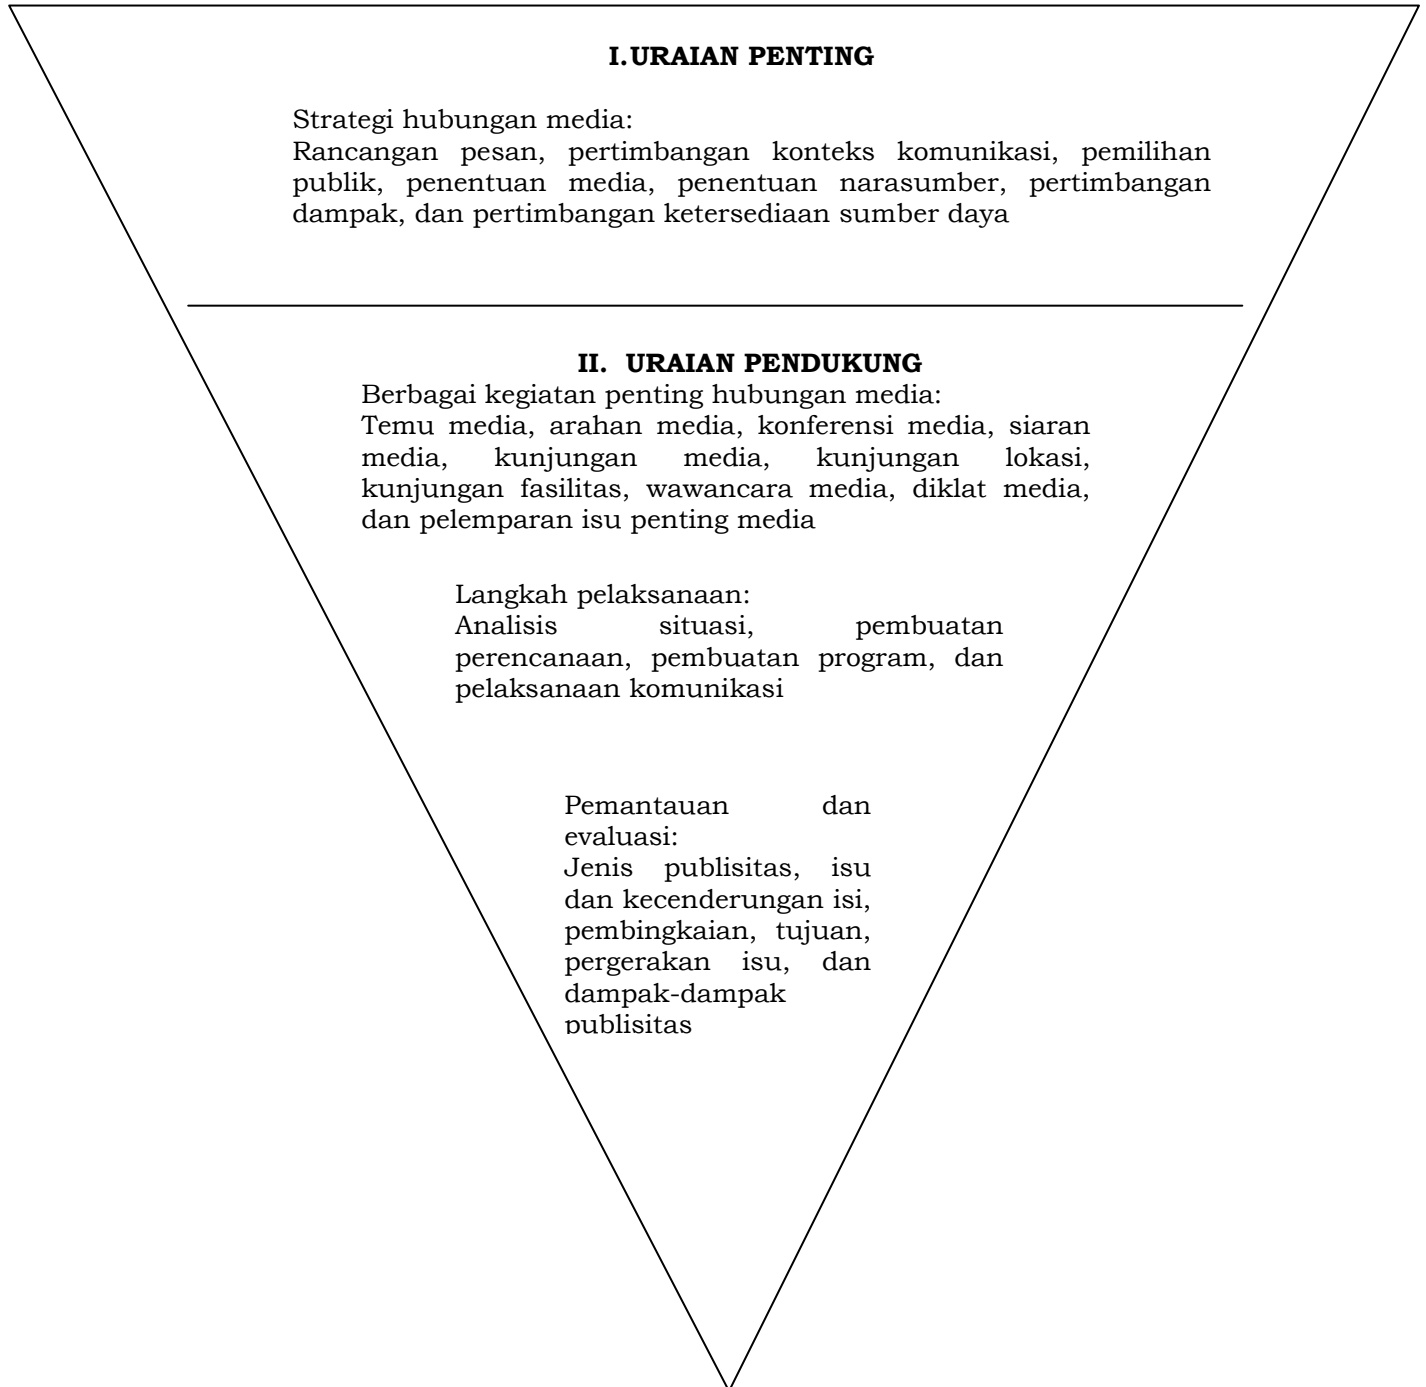 I. URAIAN PENTING
Strategi hubungan media:
Rancangan pesan, pertimbangan konteks komunikasi, pemilihan
publik, penentuan media, penentuan narasumber, pertimbangan
dampak, dan pertimbangan ketersediaan sumber daya
II. URAIAN PENDUKUNG
Berbagai kegiatan penting hubungan media:
Temu media, arahan media, konferensi media, siaran
media, kunjungan media, kunjungan lokasi,
kunjungan fasilitas, wawancara media, diklat media,
dan pelemparan isu penting media
Langkah pelaksanaan:
Analisis situasi, pembuatan
perencanaan, pembuatan program, dan
pelaksanaan komunikasi
Pemantauan dan
evaluasi:
Jenis publisitas, isu
dan kecenderungan isi,
pembingkaian, tujuan,
pergerakan isu, dan
dampak-dampak
publisitas